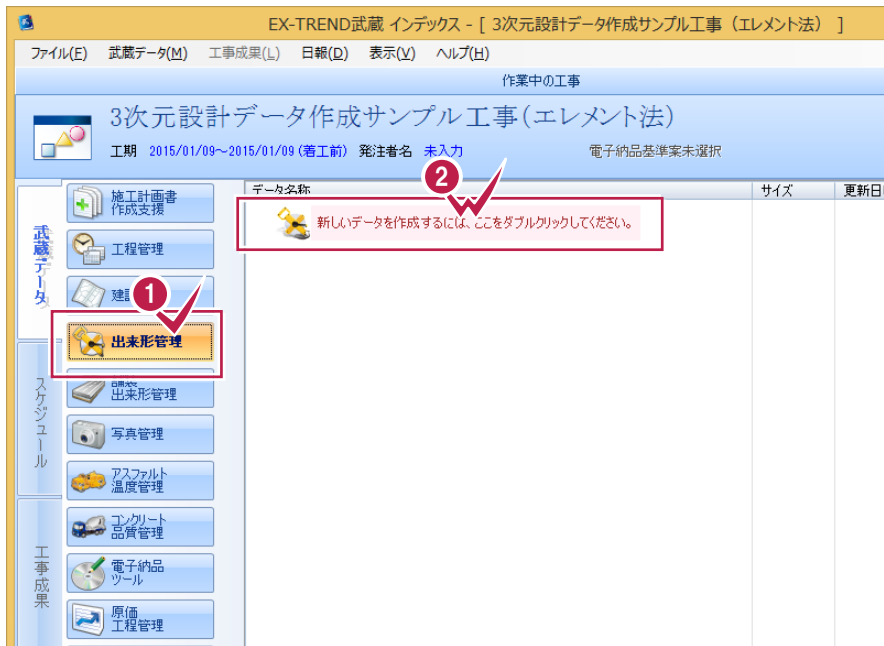 EX-TREND武蔵 インデックス - [ 3次元設計データ作成サンプル工事（エレメント法） ]
ファイル(F) 武蔵データ(M) 工事成果(L) 日報(D) 表示(V) ヘルプ(H)
作業中の工事
3次元設計データ作成サンプル工事(エレメント法)
工期 2015/01/09～2015/01/09(着工前) 発注者名 未入力 電子納品基準案未選択
2
データ名称 サイズ 更新日
新しいデータを作成するには、ここをダブルクリックしてください。
武蔵データ
スケジュール
工事成果
施工計画書
作成支援
工程管理
建
1
出来形管理
舗装
出来形管理
写真管理
アスファルト
温度管理
コンクリート
品質管理
電子納品
ツール
原価
工程管理